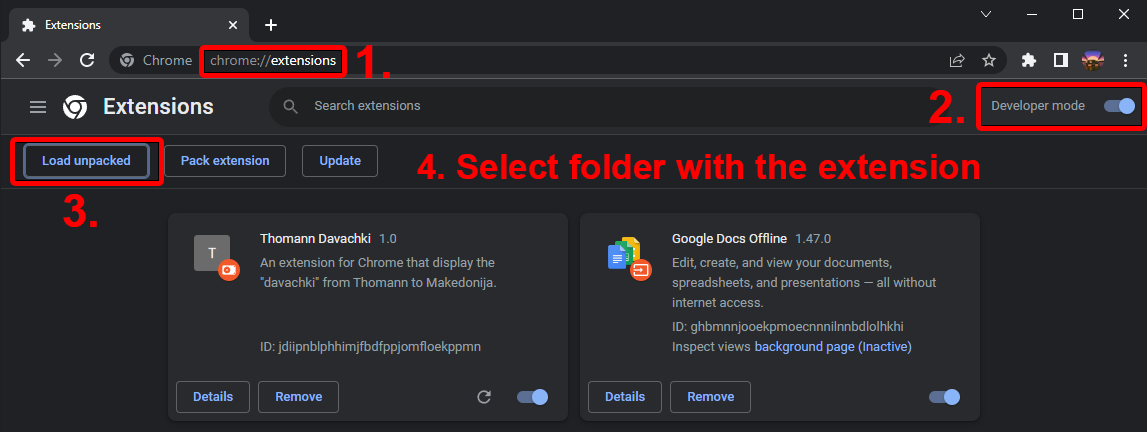 Extensions
Chrome chrome://extensions 1.
Extensions Search extensions 2. Developer mode
Load unpacked Pack extension Update
3. 4. Select folder with the extension
T
Thomann Davachki 1.0
An extension for Chrome that display the
"davachki" from Thomann to Makedonija.
ID: jdiipnblphhimjfbdfppjomfloekppmn
Details Remove
Google Docs Offline 1.47.0
Edit, create, and view your documents,
spreadsheets, and presentations — all without
internet access.
ID: ghbmnnjooekpmoecnnnilnnbdlolhkhi
Inspect views background page (Inactive)
Details Remove